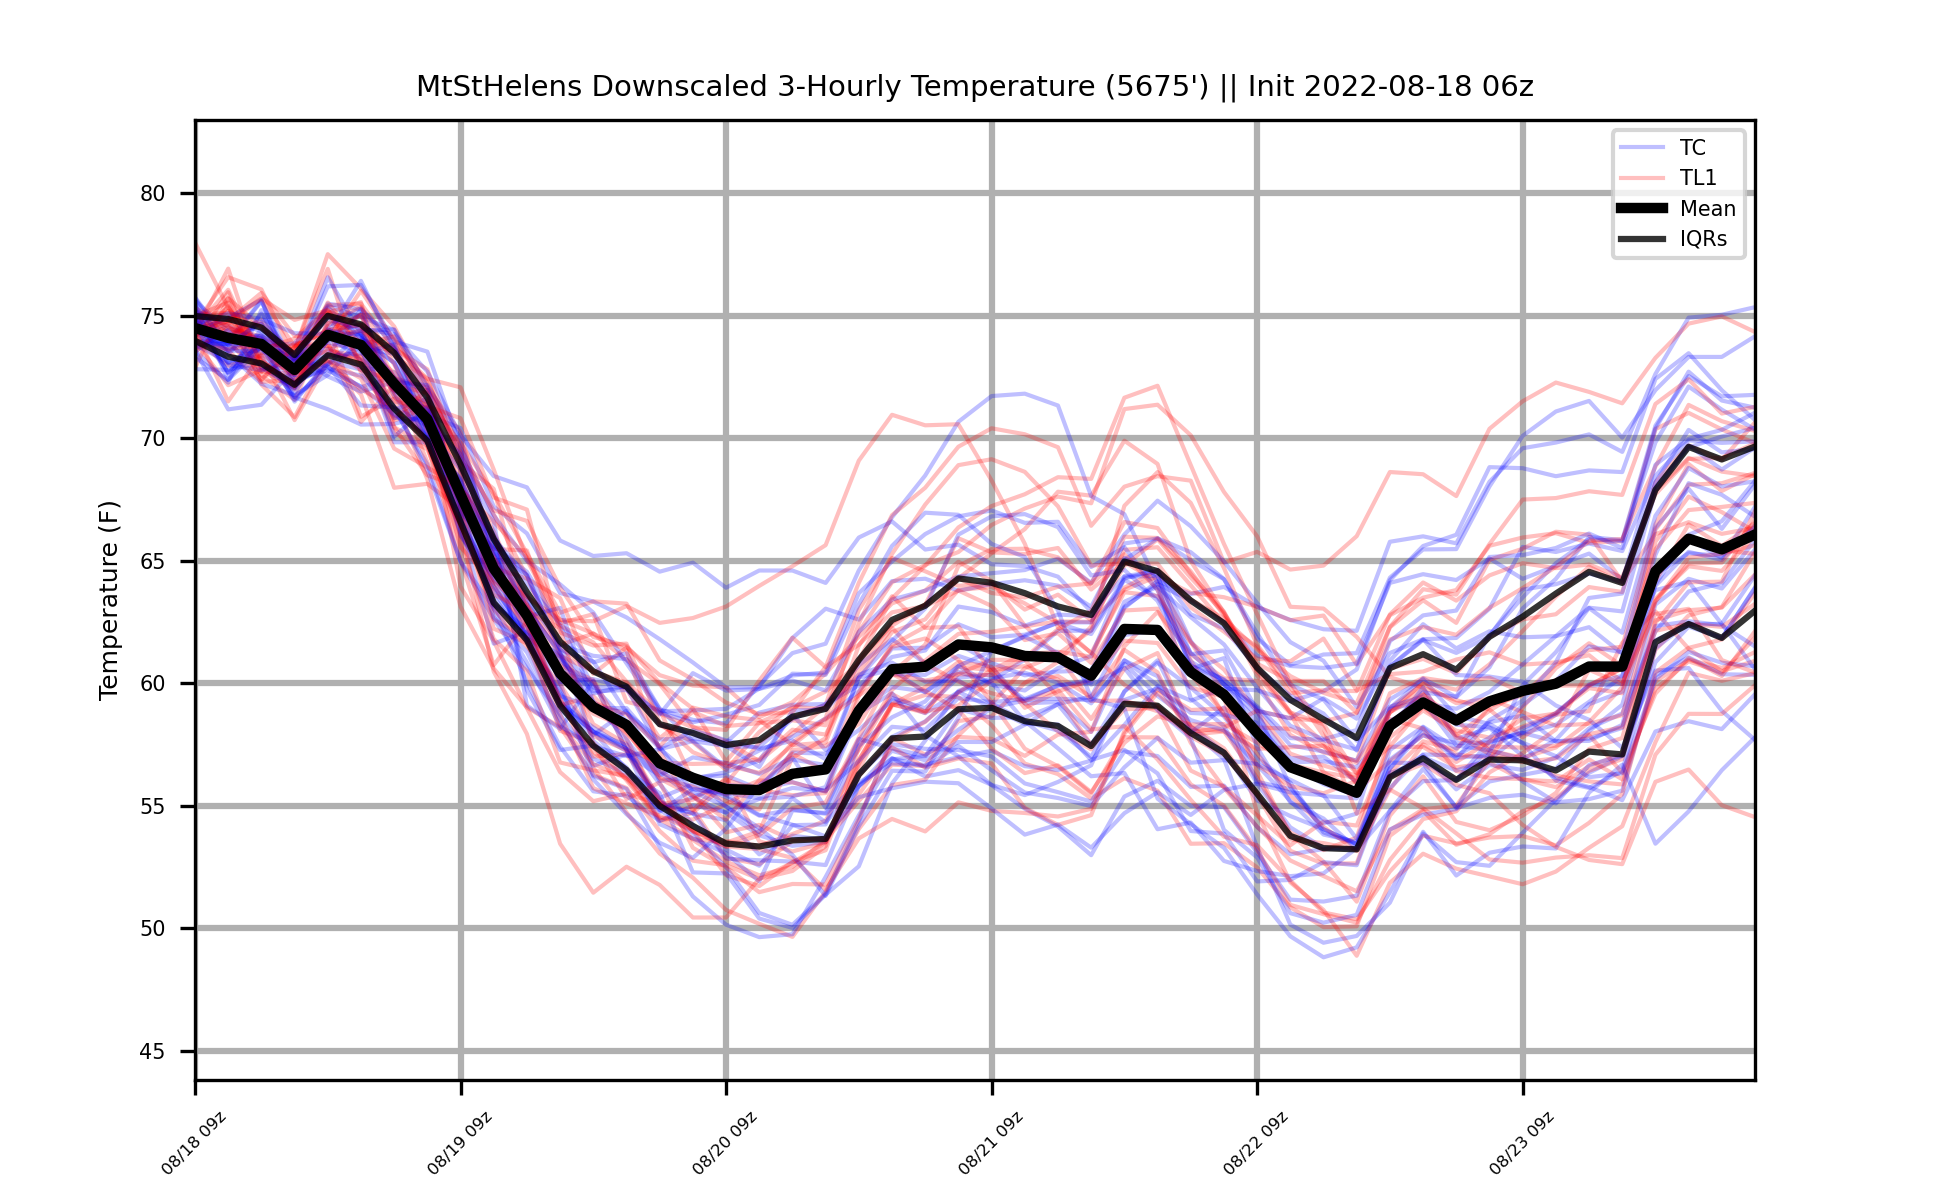 MtStHelens Downscaled 3-Hourly Temperature (5675') || Init 2022-08-18 06z
TC
TL1
Mean
IQRs
Temperature (F)
80
75
70
65
60
55
50
45
08/18 09z
08/19 09z
08/20 09z
08/21 09z
08/22 09z
08/23 09z